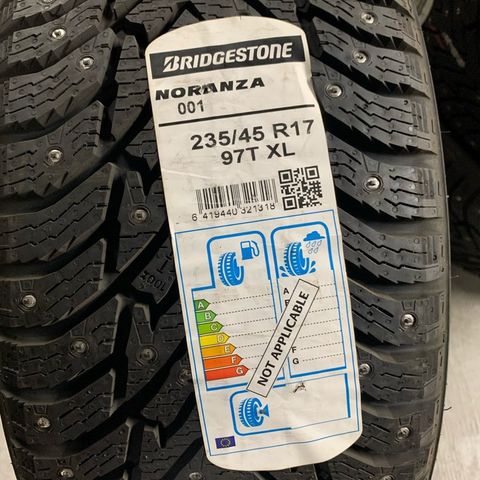 BRIDGESTONE
NORANZA
001
235/45 R17
97T XL
6 419440 321318
A
B
C
D
E
F
G
A
F
G
NOT APPLICABLE